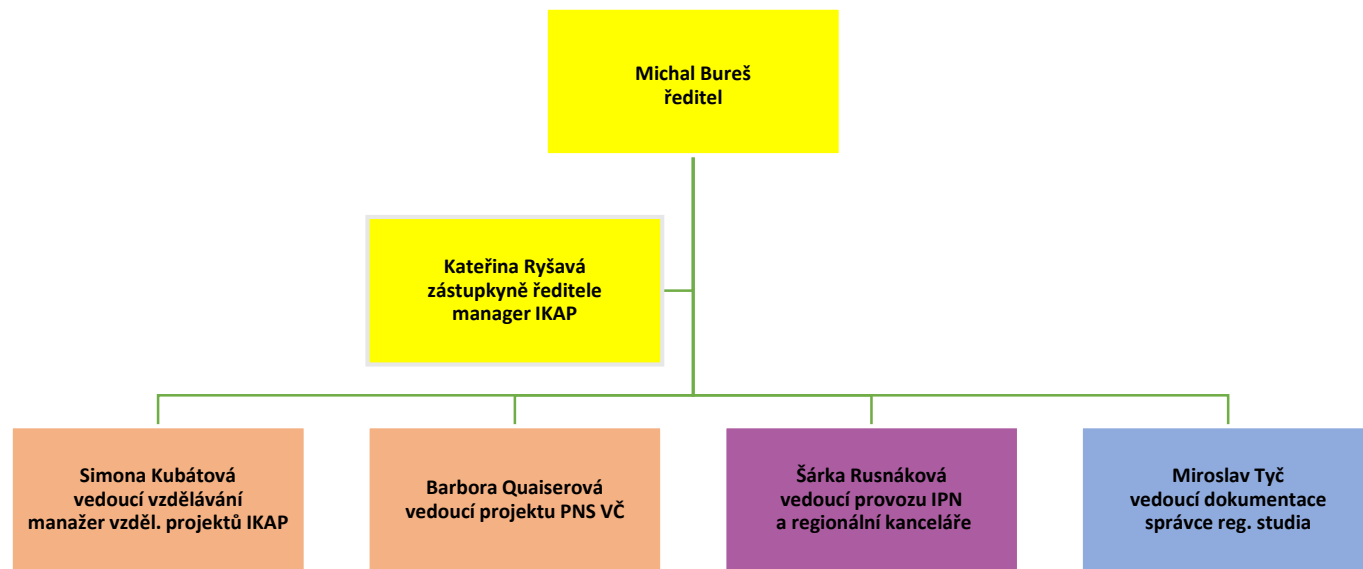 Michal Bureš
ředitel
Kateřina Ryšavá
zástupkyně ředitele
manager IKAP
Simona Kubátová
vedoucí vzdělávání
manažer vzděl. projektů IKAP
Barbora Quaiserová
vedoucí projektu PNS VČ
Šárka Rusnáková
vedoucí provozu IPN
a regionální kanceláře
Miroslav Tyč
vedoucí dokumentace
správce reg. studia